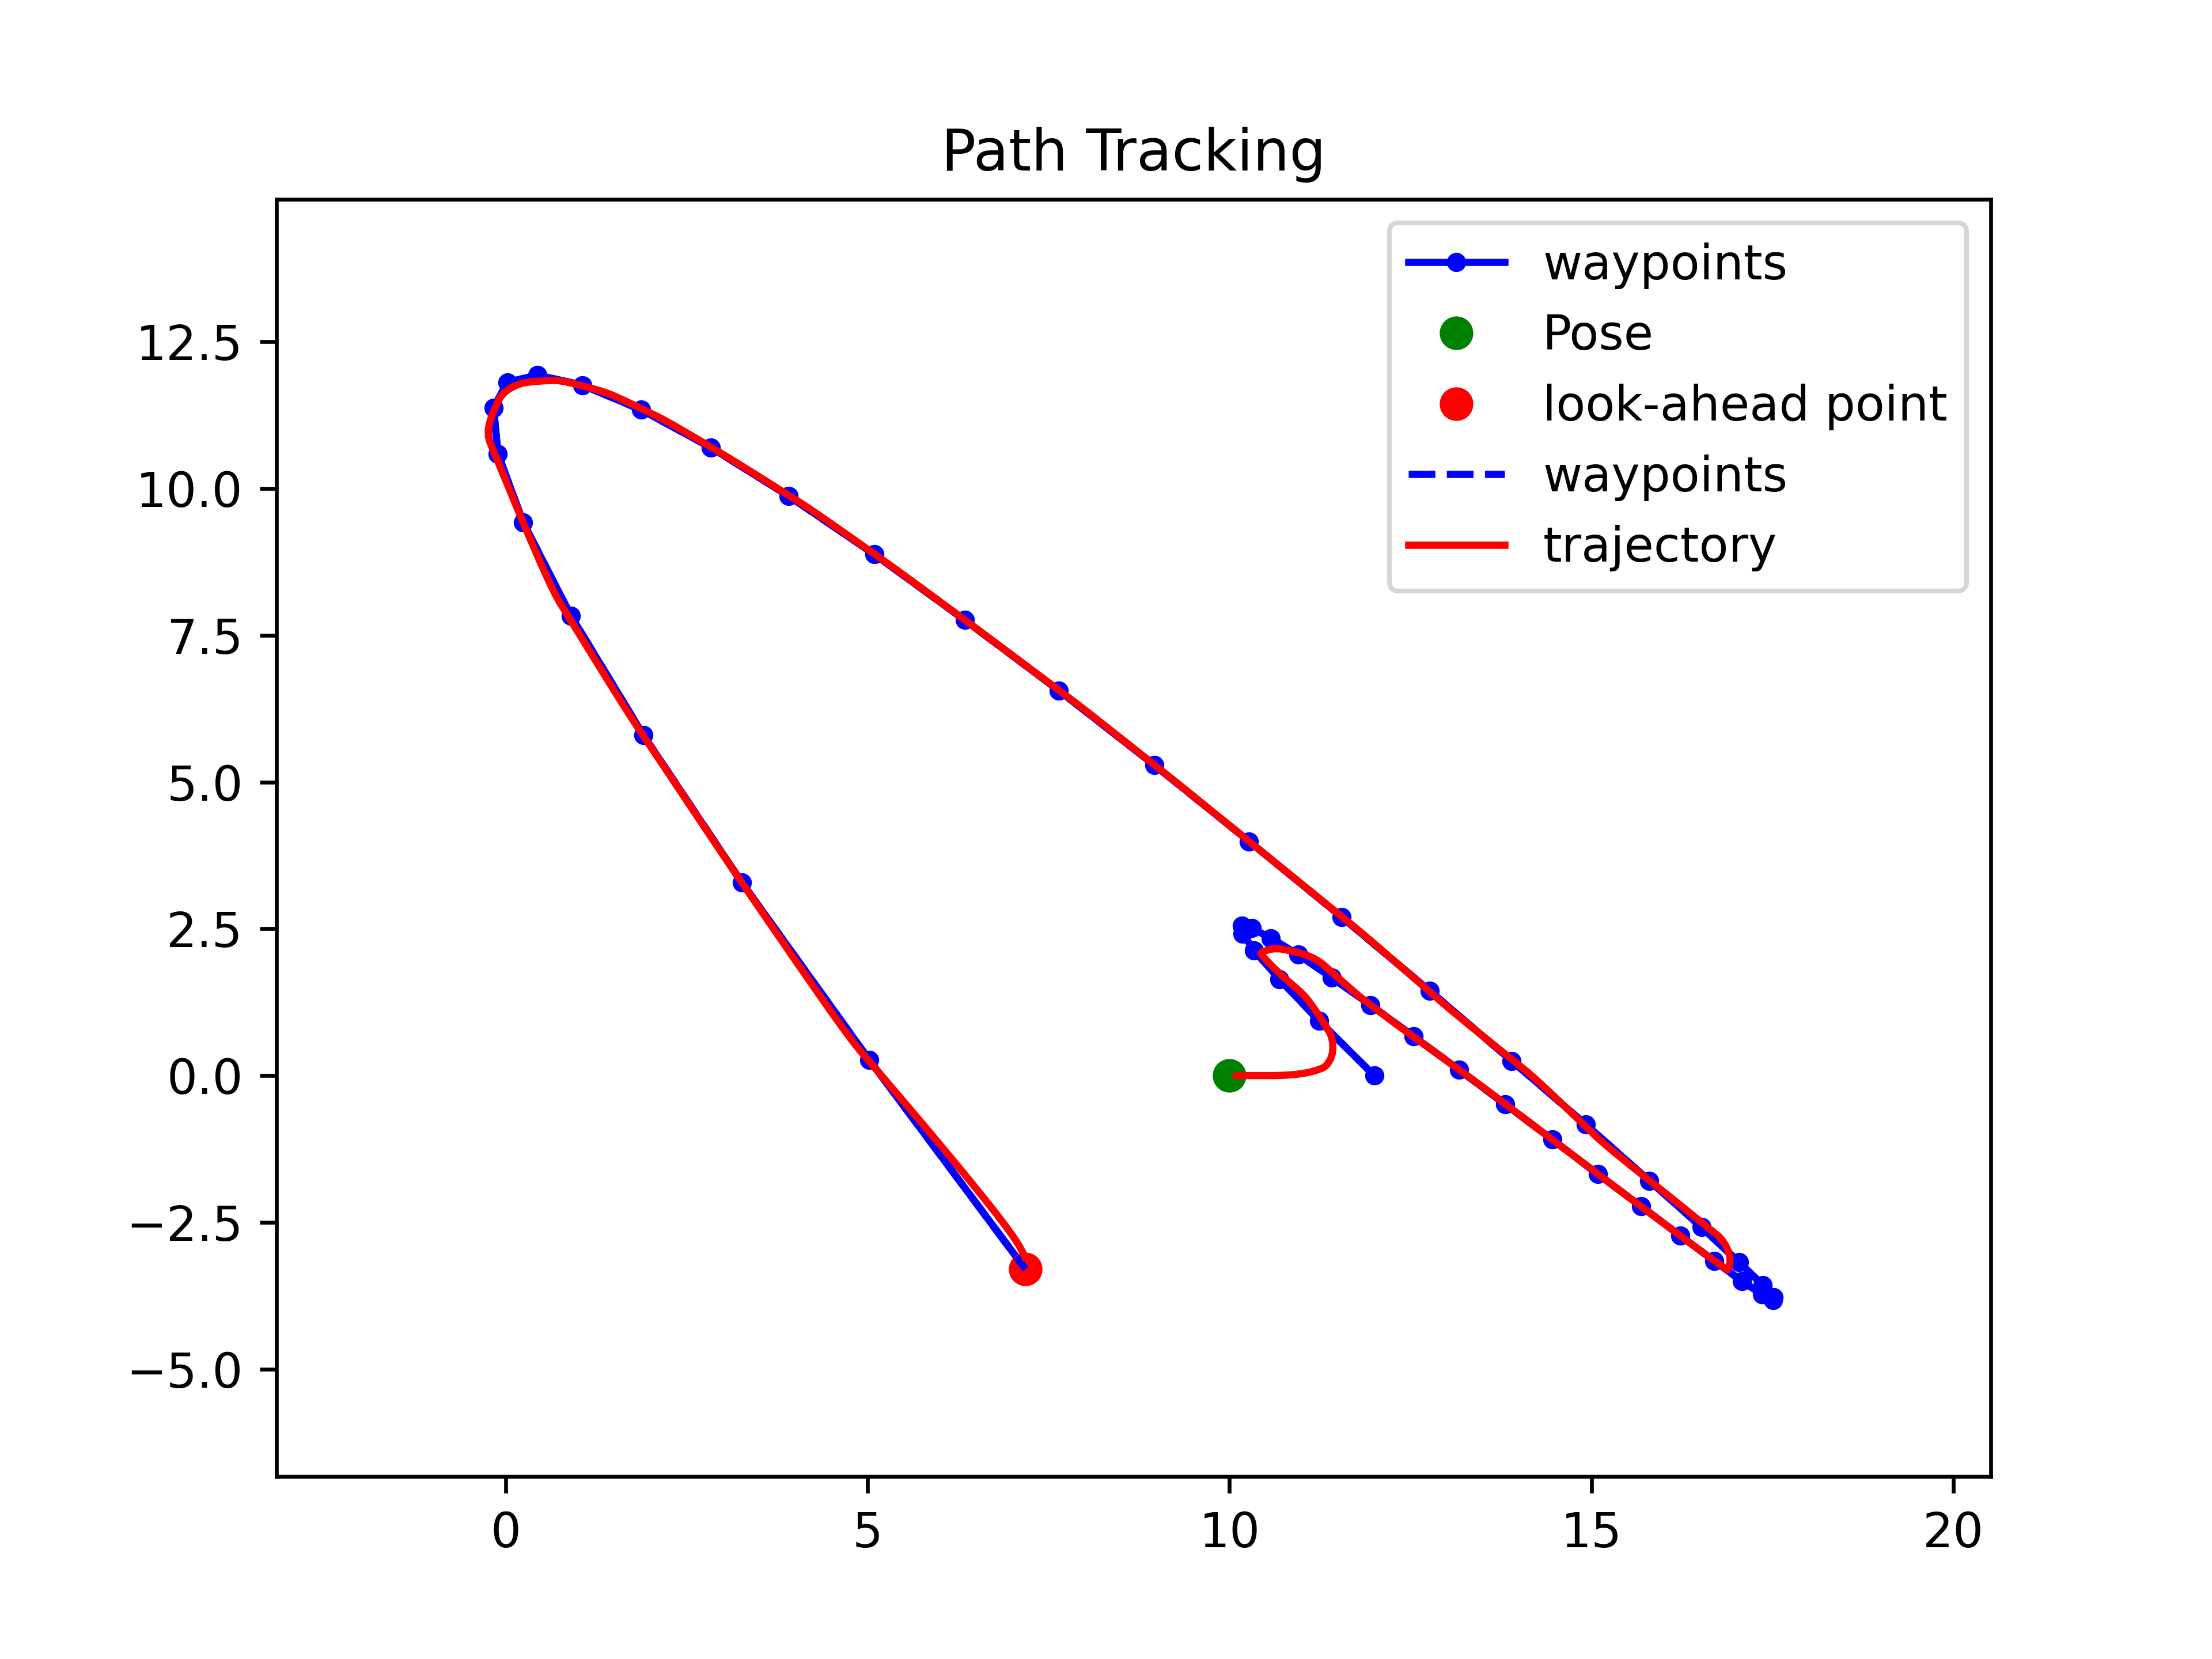 Path Tracking
waypoints
Pose
look-ahead point
waypoints
trajectory
12.5
10.0
7.5
5.0
2.5
0.0
−2.5
−5.0
0 5 10 15 20